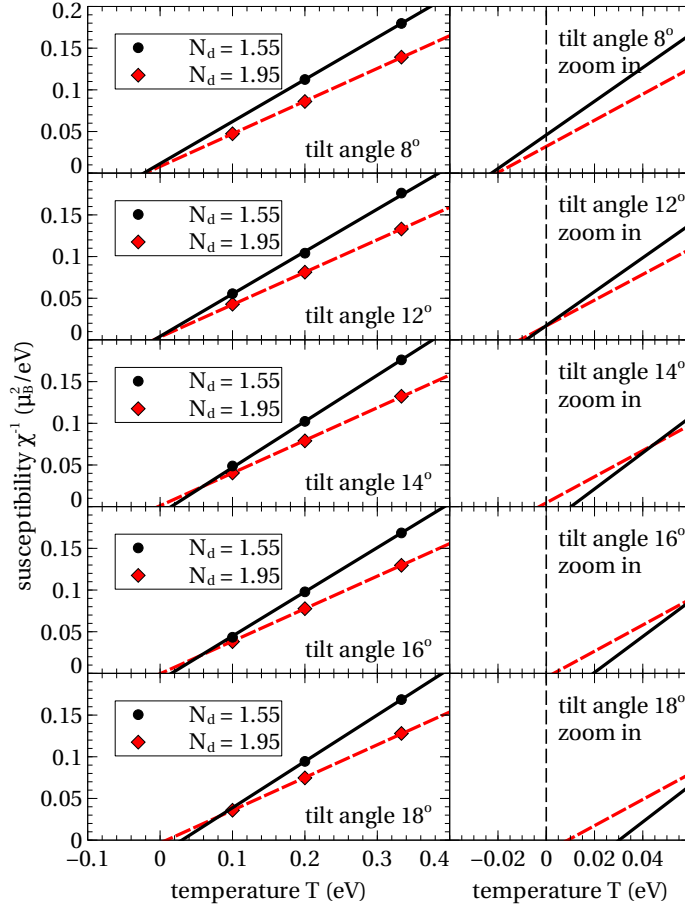 susceptibility χ⁻¹ (μ_B²/eV)
0.2
0.15
0.1
0.05
0
N_d = 1.55
N_d = 1.95
tilt angle 8°
tilt angle 8°
zoom in
0.15
0.1
0.05
0
N_d = 1.55
N_d = 1.95
tilt angle 12°
tilt angle 12°
zoom in
0.15
0.1
0.05
0
N_d = 1.55
N_d = 1.95
tilt angle 14°
tilt angle 14°
zoom in
0.15
0.1
0.05
0
N_d = 1.55
N_d = 1.95
tilt angle 16°
tilt angle 16°
zoom in
0.15
0.1
0.05
0
N_d = 1.55
N_d = 1.95
tilt angle 18°
tilt angle 18°
zoom in
−0.1 0 0.1 0.2 0.3 0.4
−0.02 0 0.02 0.04
temperature T (eV)
temperature T (eV)